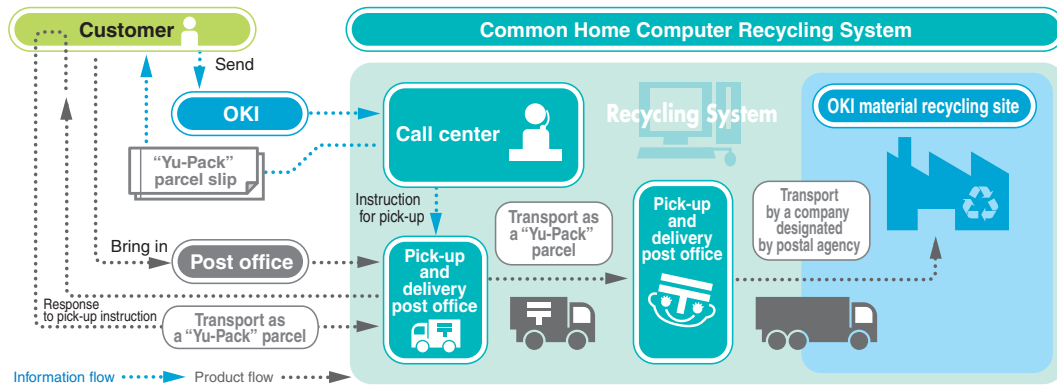 Customer
Common Home Computer Recycling System
Send
OKI
Call center
Recycling System
OKI material recycling site
“Yu-Pack”
parcel slip
Instruction
for pick-up
Transport as
a “Yu-Pack”
parcel
Pick-up
and
delivery
post office
Transport
by a company
designated
by postal agency
Bring in
Post office
Pick-up
and
delivery
post office
Response
to pick-up instruction
Transport as
a “Yu-Pack” parcel
Information flow
Product flow